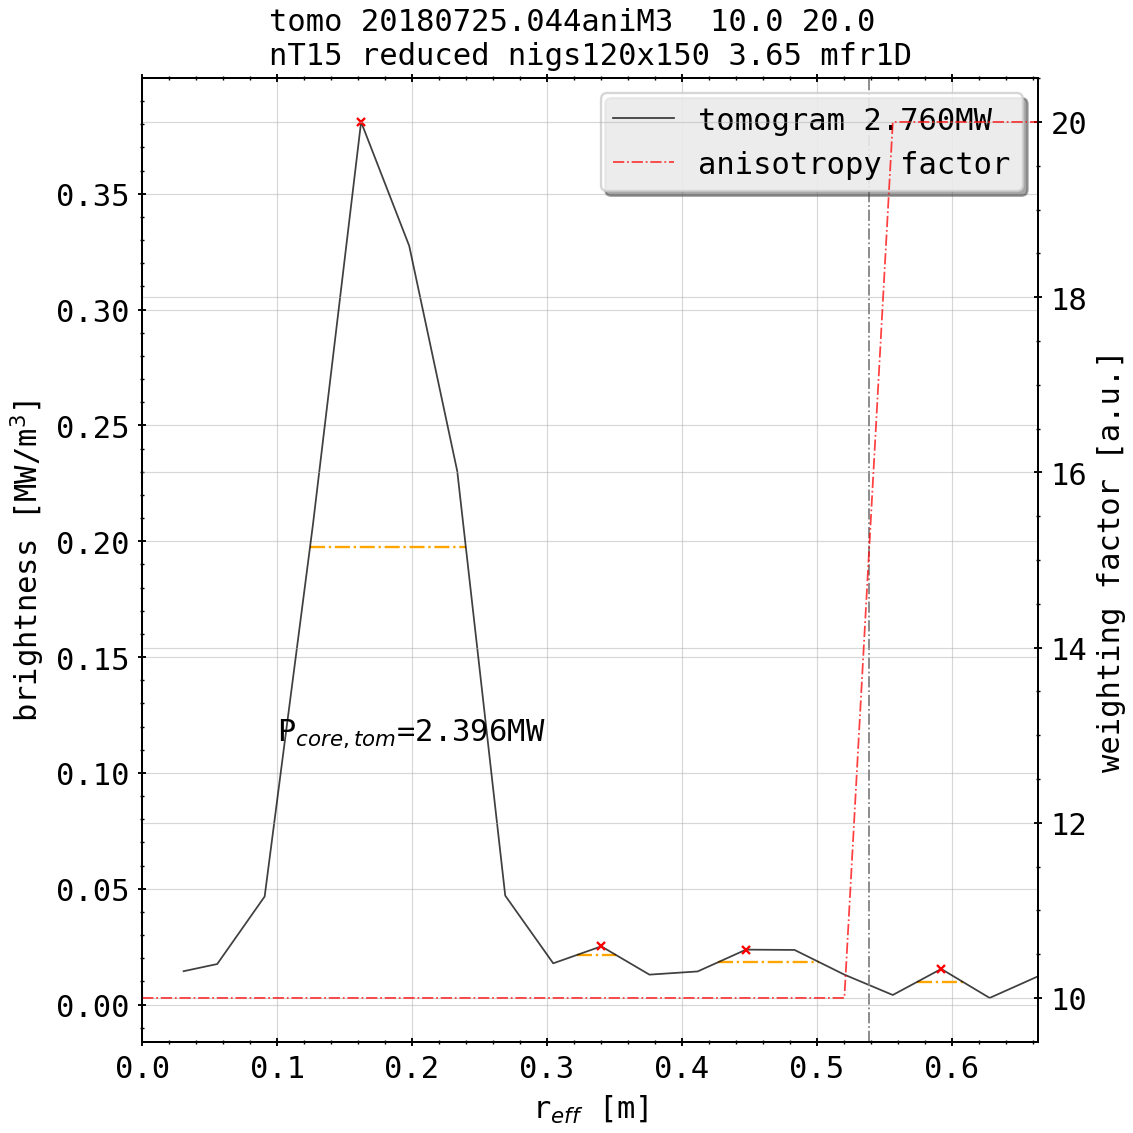 tomo 20180725.044aniM3  10.0 20.0
nT15 reduced nigs120x150 3.65 mfr1D
tomogram 2.760MW
anisotropy factor
brightness [MW/m³]
0.35
0.30
0.25
0.20
0.15
0.10
0.05
0.00
P_core,tom=2.396MW
20
18
16
14
12
10
weighting factor [a.u.]
0.0 0.1 0.2 0.3 0.4 0.5 0.6
r_eff [m]